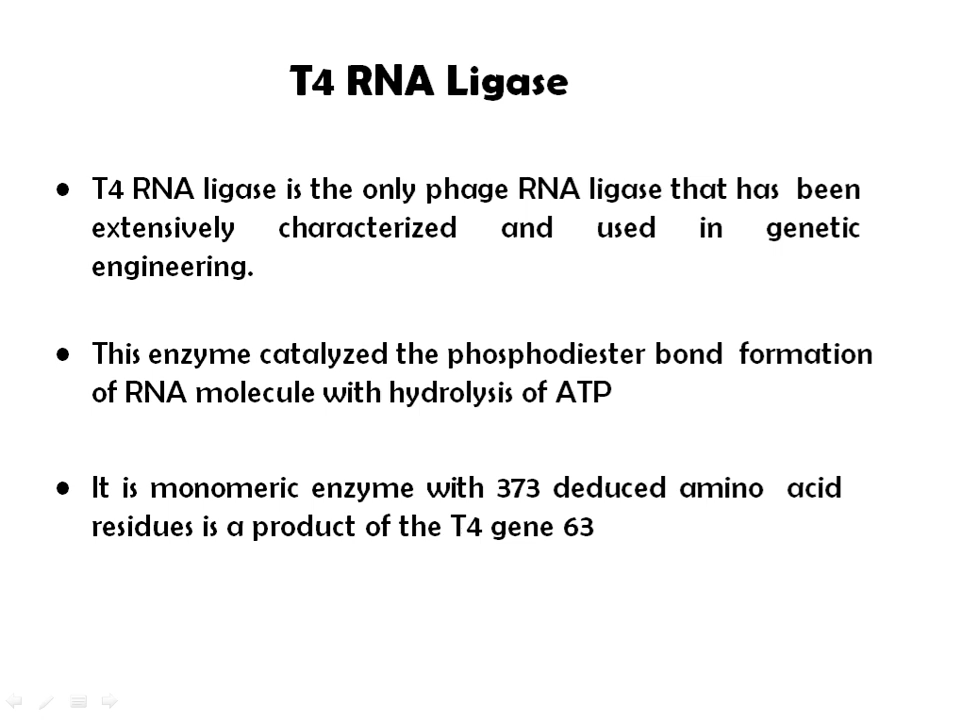 T4 RNA Ligase
• T4 RNA ligase is the only phage RNA ligase that has been
extensively characterized and used in genetic
engineering.
• This enzyme catalyzed the phosphodiester bond formation
of RNA molecule with hydrolysis of ATP
• It is monomeric enzyme with 373 deduced amino acid
residues is a product of the T4 gene 63